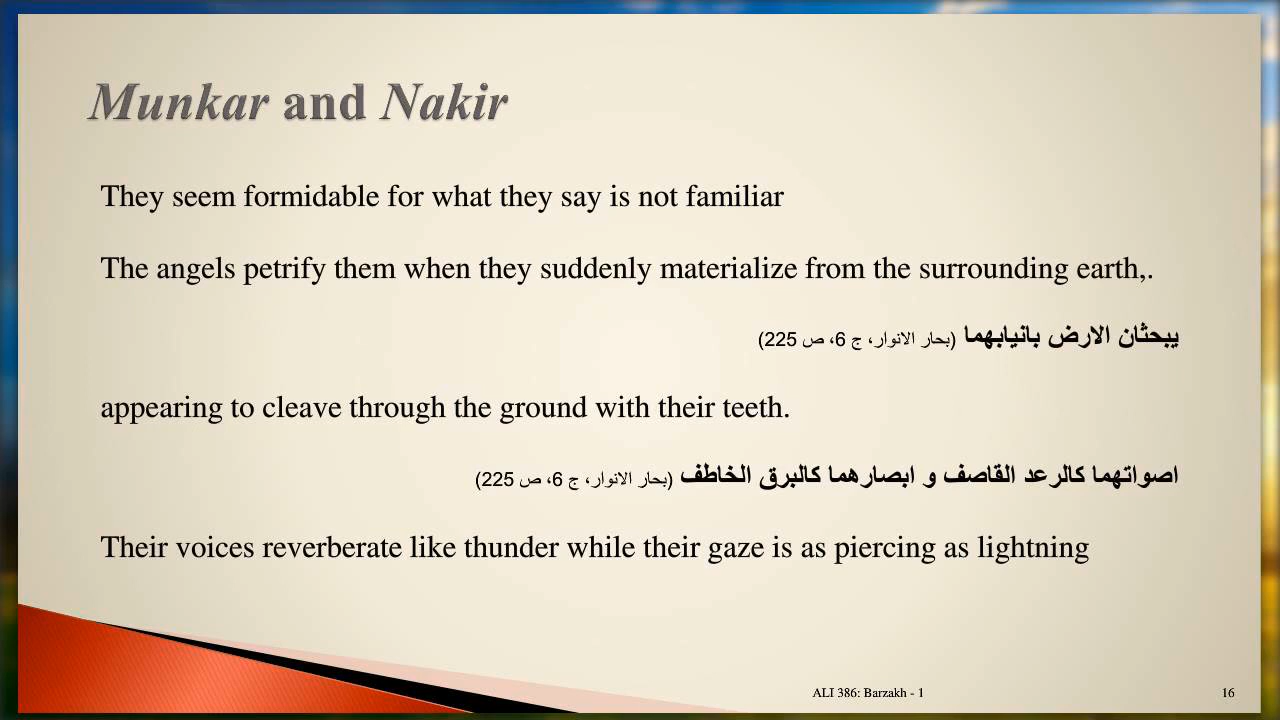 Munkar and Nakir
They seem formidable for what they say is not familiar
The angels petrify them when they suddenly materialize from the surrounding earth,.
يبحثان الارض بانيابهما (بحار الانوار، ج 6، ص 225)
appearing to cleave through the ground with their teeth.
اصواتهما كالرعد القاصف و ابصارهما كالبرق الخاطف (بحار الانوار، ج 6، ص 225)
Their voices reverberate like thunder while their gaze is as piercing as lightning
ALI 386: Barzakh - 1
16